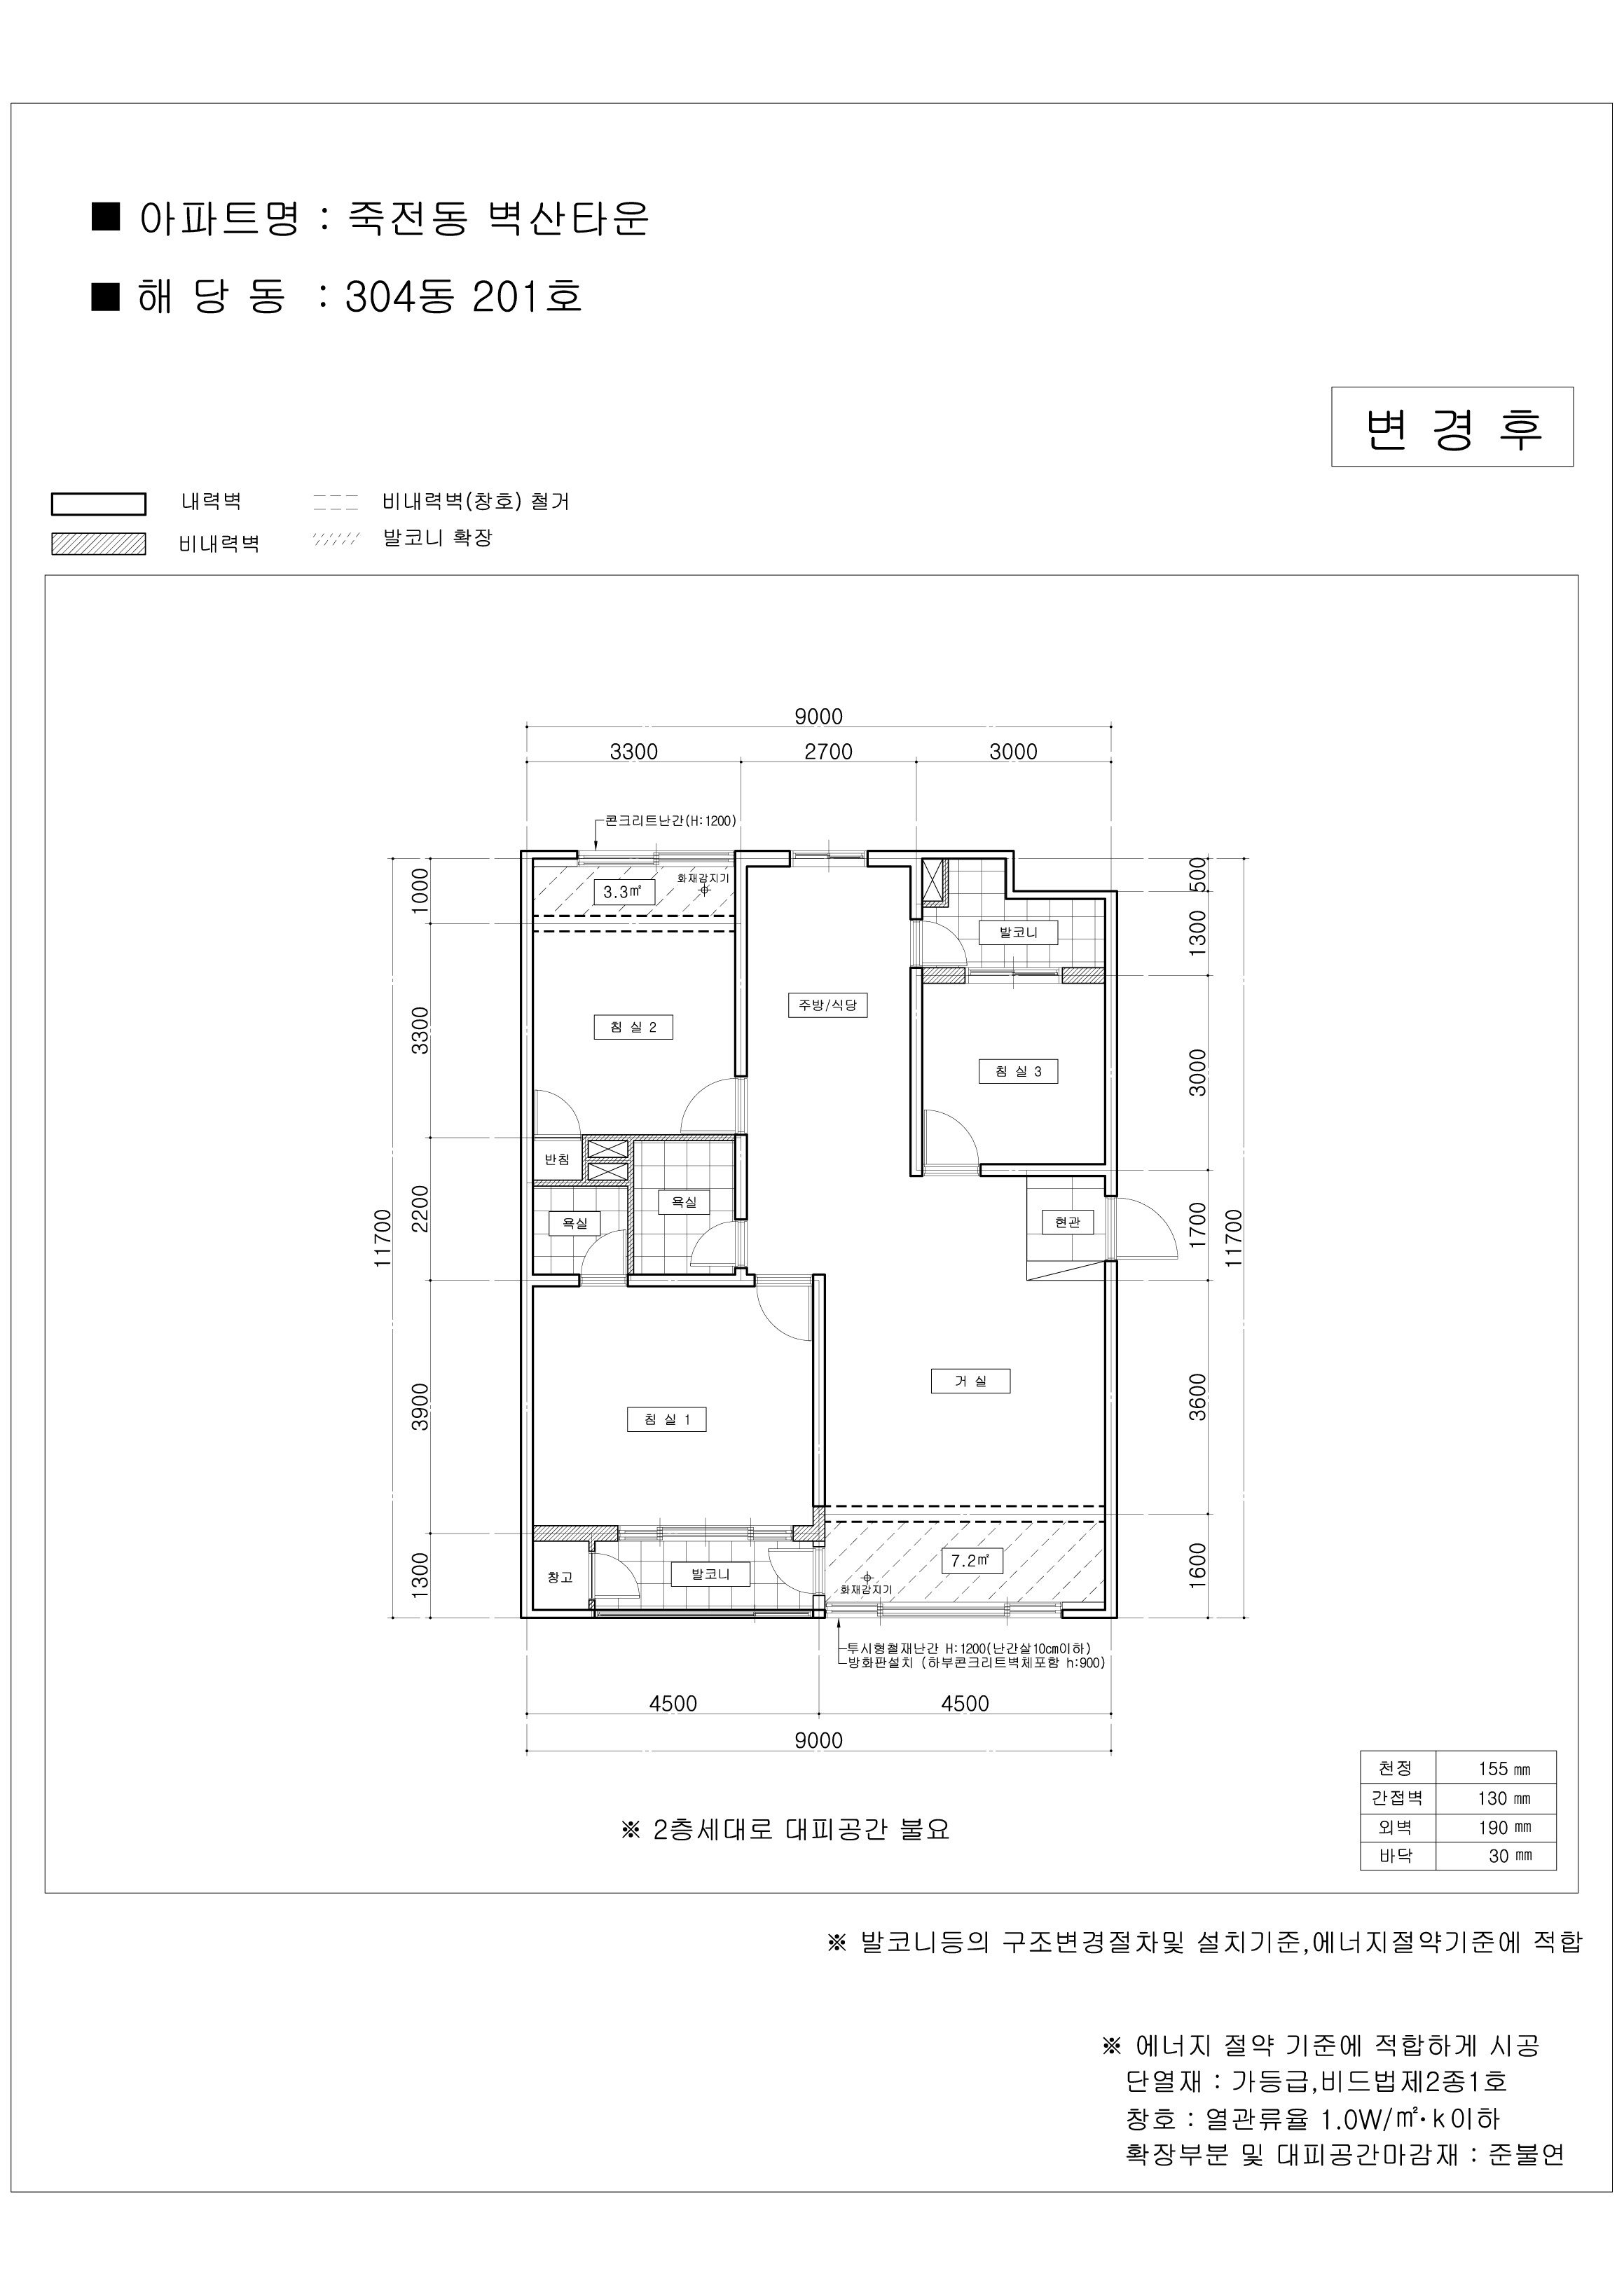 ■ 아파트명 : 죽전동 벽산타운
■ 해 당 동 : 304동 201호
변 경 후
내력벽
비내력벽(창호) 철거
비내력벽
발코니 확장
9000
3300
2700
3000
콘크리트난간(H:1200)
1000
3.3㎡
화재감지기
500
발코니
1300
주방/식당
3300
침 실 2
침 실 3
3000
반침
욕실
욕실
현관
2200
1700
11700
11700
3900
침 실 1
거 실
3600
1300
창고
발코니
7.2㎡
화재감지기
1600
투시형철재난간 H:1200(난간살10cm이하)
방화판설치 (하부콘크리트벽체포함 h:900)
4500
4500
9000
천정 155 ㎜
간접벽 130 ㎜
외벽 190 ㎜
바닥 30 ㎜
※ 2층세대로 대피공간 불요
※ 발코니등의 구조변경절차및 설치기준,에너지절약기준에 적합
※ 에너지 절약 기준에 적합하게 시공
단열재 : 가등급,비드법제2종1호
창호 : 열관류율 1.0W/㎡·k이하
확장부분 및 대피공간마감재 : 준불연